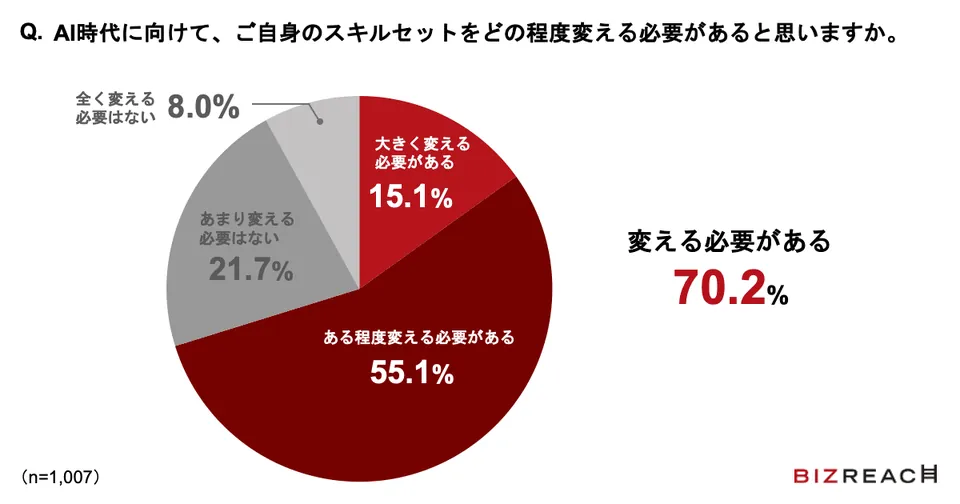 Q. AI時代に向けて、ご自身のスキルセットをどの程度変える必要があると思いますか。
全く変える
必要はない 8.0%
大きく変える
必要がある
15.1%
あまり変える
必要はない
21.7%
変える必要がある
70.2%
ある程度変える必要がある
55.1%
（n=1,007）
BIZREACH